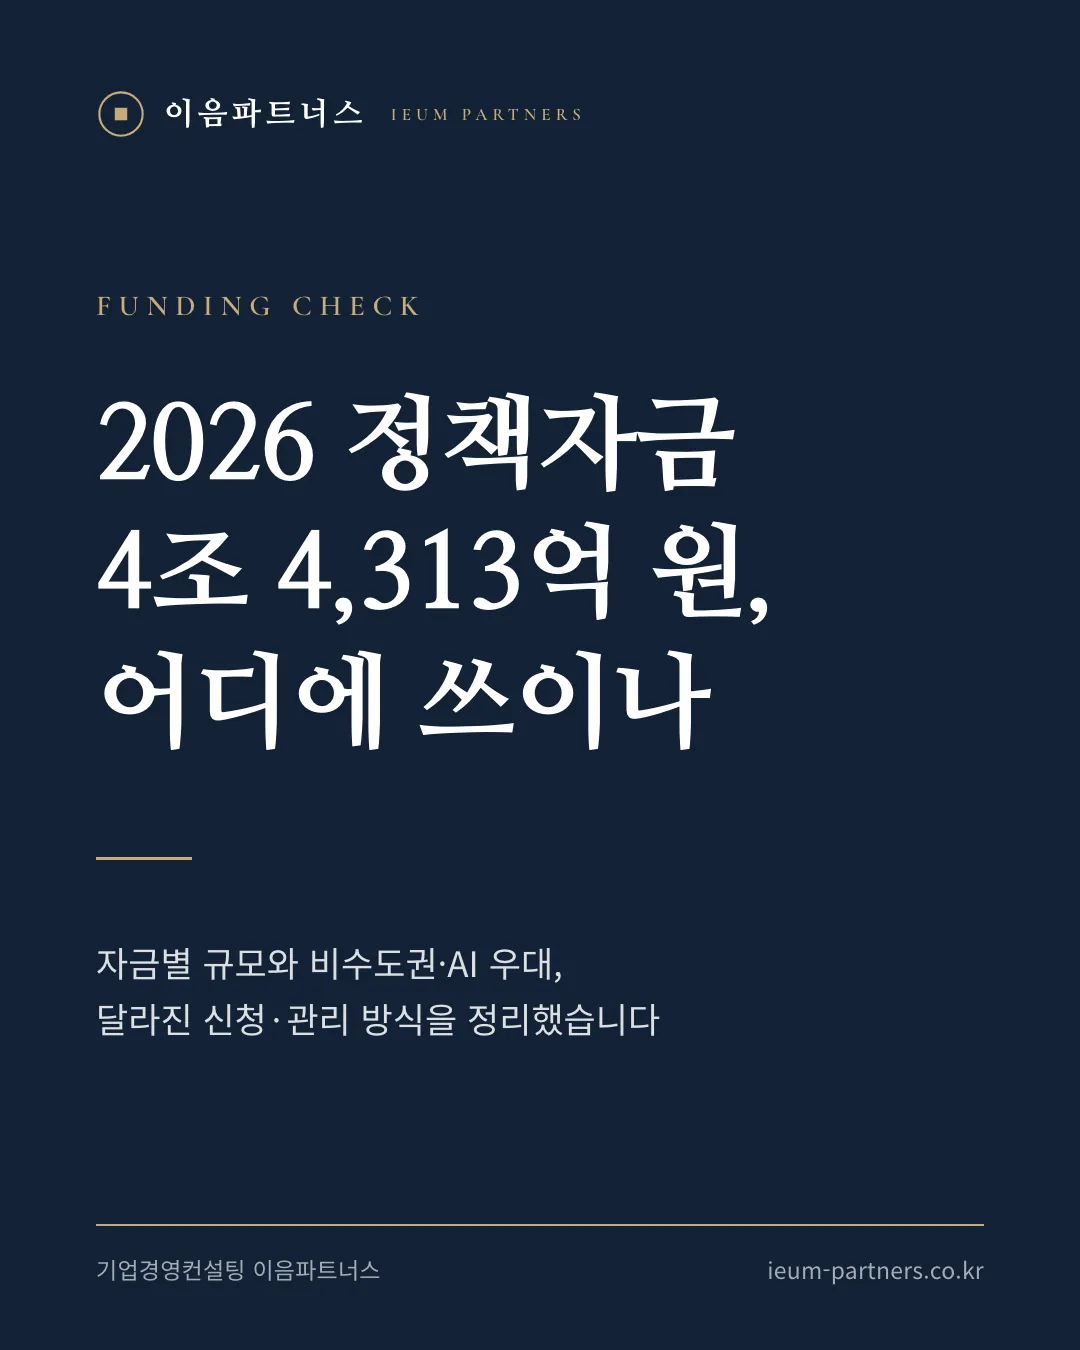 이음파트너스 IEUM PARTNERS
FUNDING CHECK
2026 정책자금
4조 4,313억 원,
어디에 쓰이나
자금별 규모와 비수도권·AI 우대,
달라진 신청·관리 방식을 정리했습니다
기업경영컨설팅 이음파트너스
ieum-partners.co.kr